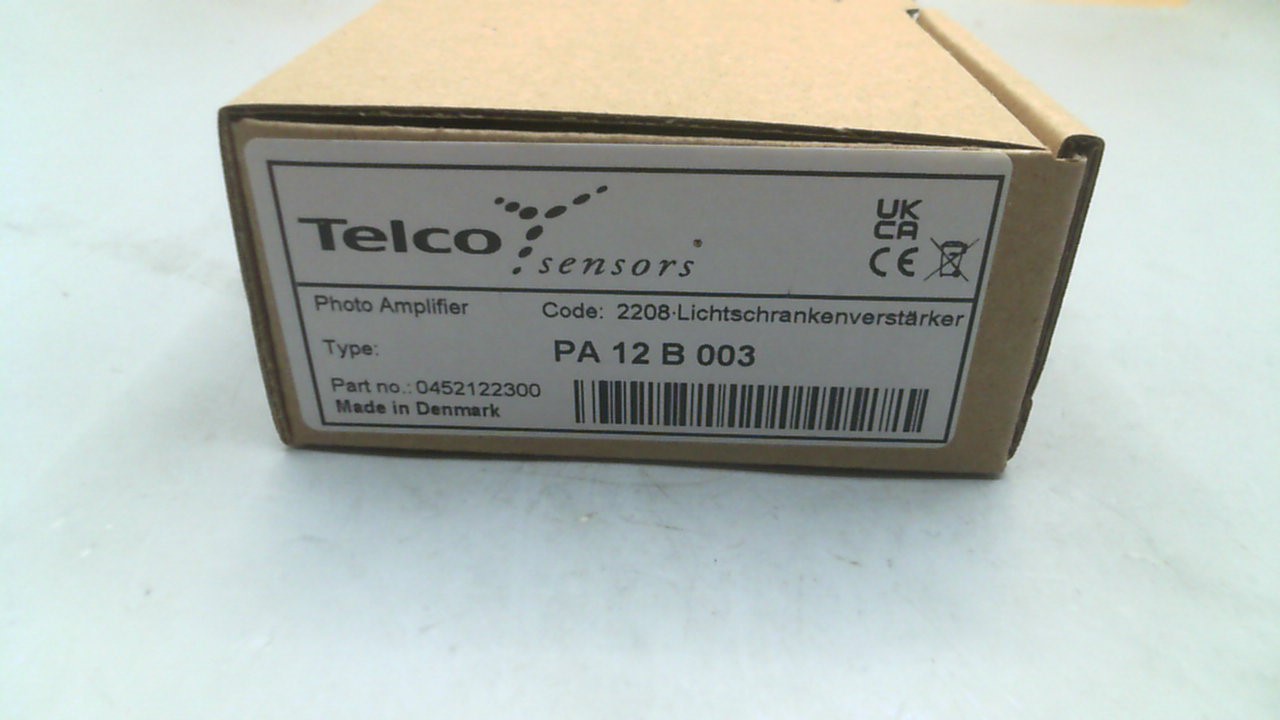 Telco
sensors
UK
CA
CE
Photo Amplifier
Code: 2208·Lichtschrankenverstärker
Type:
PA 12 B 003
Part no.: 0452122300
Made in Denmark